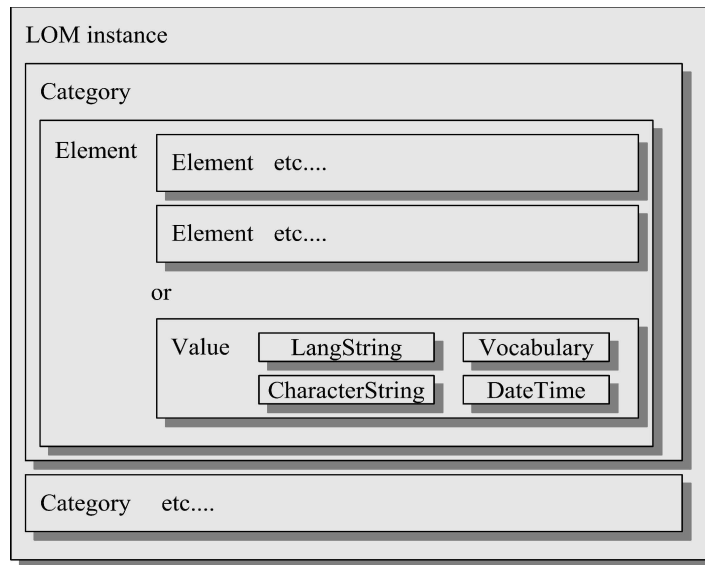 LOM instance
Category
Element
Element etc....
Element etc....
or
Value
LangString
Vocabulary
CharacterString
DateTime
Category etc....